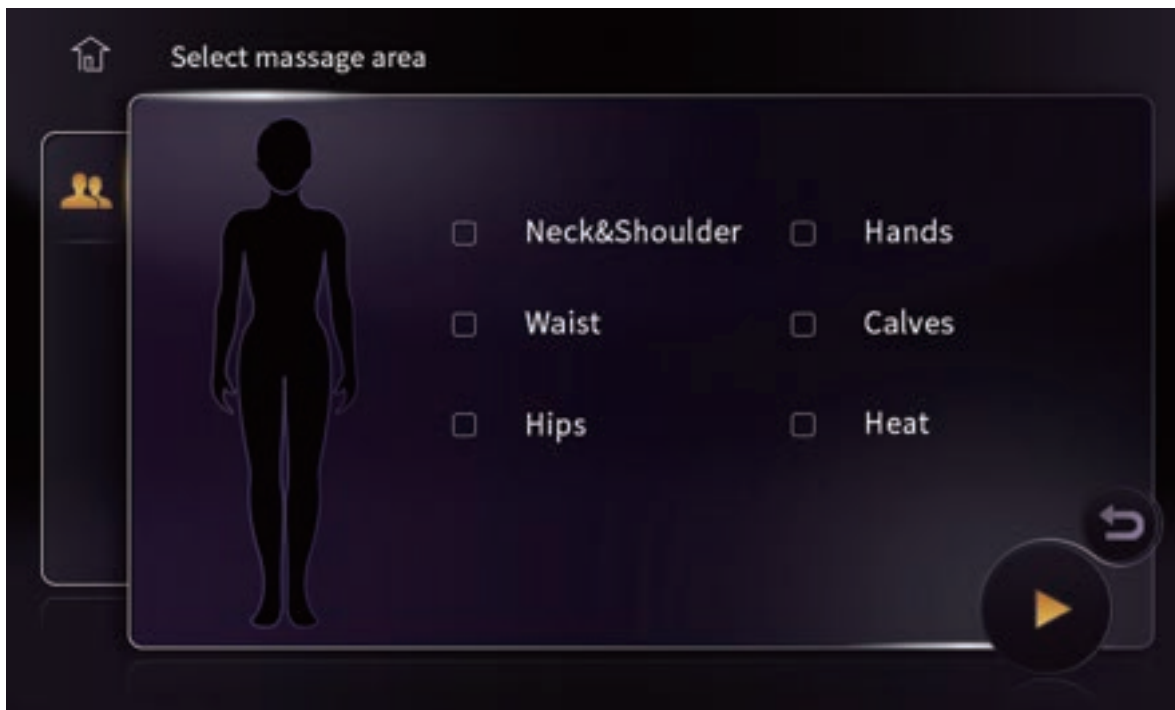 Select massage area
Neck&Shoulder
Hands
Waist
Calves
Hips
Heat